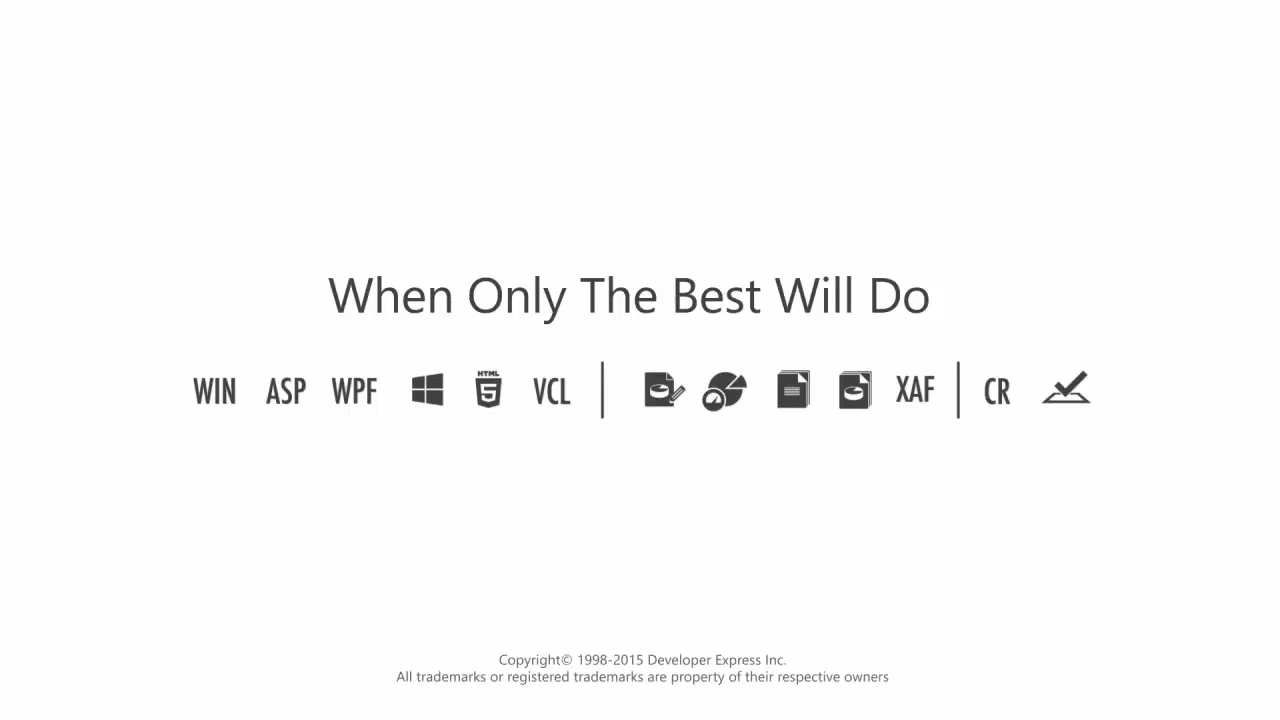 When Only The Best Will Do
WIN ASP WPF HTML 5 VCL XAF CR
Copyright© 1998-2015 Developer Express Inc.
All trademarks or registered trademarks are property of their respective owners